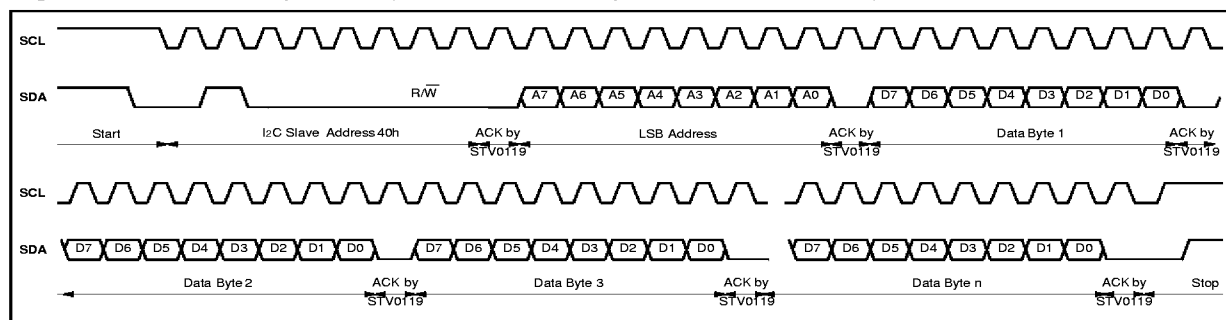 SCL
SDA R/W A7 A6 A5 A4 A3 A2 A1 A0 D7 D6 D5 D4 D3 D2 D1 D0
Start I2C Slave Address 40h ACK by STV0119 LSB Address ACK by STV0119 Data Byte 1 ACK by STV0119
SCL
SDA D7 D6 D5 D4 D3 D2 D1 D0 D7 D6 D5 D4 D3 D2 D1 D0 D7 D6 D5 D4 D3 D2 D1 D0
Data Byte 2 ACK by STV0119 Data Byte 3 ACK by STV0119 Data Byte n ACK by STV0119 Stop